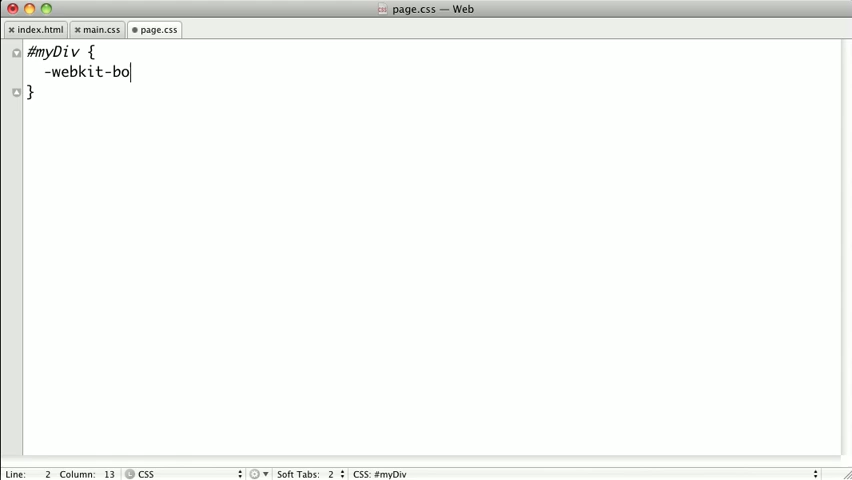 page.css — Web
index.html
main.css
page.css
#myDiv {
-webkit-bo
}
Line: 2 Column: 13 L CSS Soft Tabs: 2 CSS: #myDiv